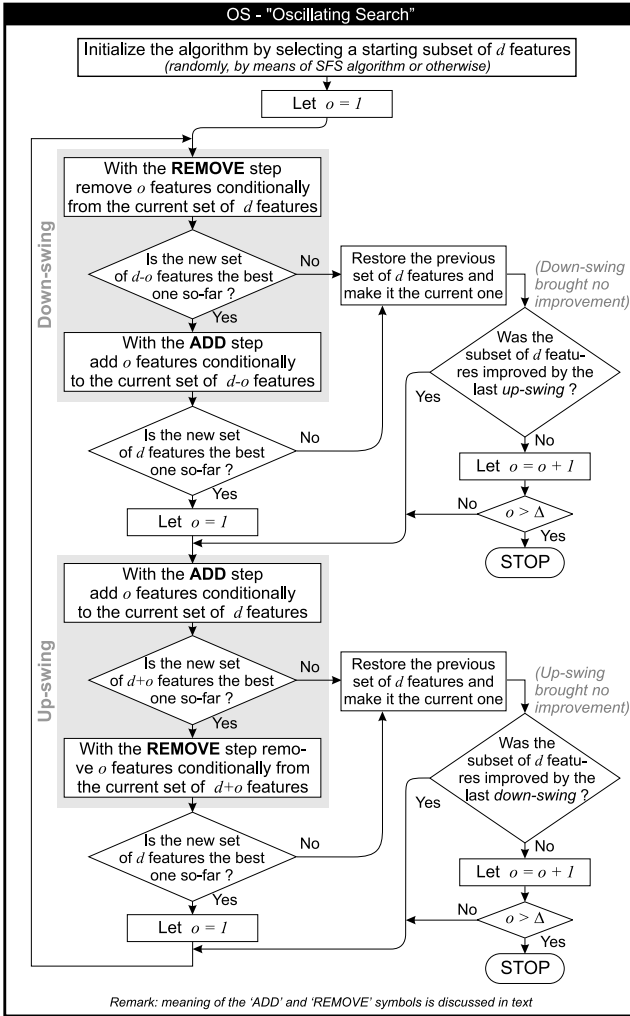 OS - "Oscillating Search”
Initialize the algorithm by selecting a starting subset of d features
(randomly, by means of SFS algorithm or otherwise)
Let o = 1
Down-swing
With the REMOVE step
remove o features conditionally
from the current set of d features
Is the new set
of d-o features the best
one so-far ?
No
Yes
Restore the previous
set of d features and
make it the current one
(Down-swing
brought no
improvement)
With the ADD step
add o features conditionally
to the current set of d-o features
Was the
subset of d featu-
res improved by the
last up-swing ?
Yes
No
Is the new set
of d features the best
one so-far ?
No
Yes
Let o = o + 1
Let o = 1
o > Δ
No
Yes
STOP
Up-swing
With the ADD step
add o features conditionally
to the current set of d features
Is the new set
of d+o features the best
one so-far ?
No
Yes
Restore the previous
set of d features and
make it the current one
(Up-swing
brought no
improvement)
With the REMOVE step remo-
ve o features conditionally from
the current set of d+o features
Was the
subset of d featu-
res improved by the
last down-swing ?
Yes
No
Is the new set
of d features the best
one so-far ?
No
Yes
Let o = o + 1
Let o = 1
o > Δ
No
Yes
STOP
Remark: meaning of the ‘ADD’ and ‘REMOVE’ symbols is discussed in text